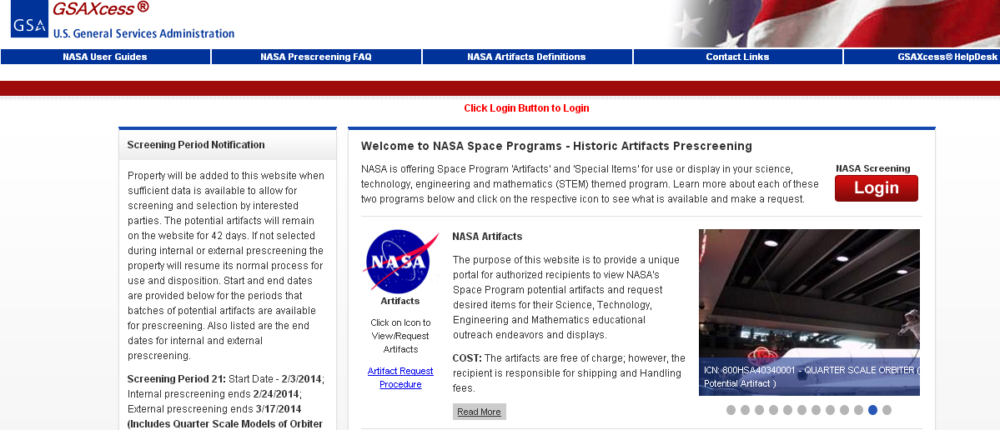 GSA
GSAXcess ®
U.S. General Services Administration
NASA User Guides
NASA Prescreening FAQ
NASA Artifacts Definitions
Contact Links
GSAXcess® HelpDesk
Click Login Button to Login
Screening Period Notification
Property will be added to this website when
sufficient data is available to allow for
screening and selection by interested
parties. The potential artifacts will remain
on the website for 42 days. If not selected
during internal or external prescreening the
property will resume its normal process for
use and disposition. Start and end dates
are provided below for the periods that
batches of potential artifacts are available
for prescreening. Also listed are the end
dates for internal and external
prescreening.
Screening Period 21: Start Date - 2/3/2014;
Internal prescreening ends 2/24/2014;
External prescreening ends 3/17/2014
(Includes Quarter Scale Models of Orbiter
Welcome to NASA Space Programs - Historic Artifacts Prescreening
NASA is offering Space Program 'Artifacts' and 'Special Items' for use or display in your science,
technology, engineering and mathematics (STEM) themed program. Learn more about each of these
two programs below and click on the respective icon to see what is available and make a request.
NASA Screening
Login
NASA
Artifacts
Click on Icon to
View/Request
Artifacts
Artifact Request
Procedure
NASA Artifacts
The purpose of this website is to provide a unique
portal for authorized recipients to view NASA's
Space Program potential artifacts and request
desired items for their Science, Technology,
Engineering and Mathematics educational
outreach endeavors and displays.
COST: The artifacts are free of charge; however, the
recipient is responsible for shipping and Handling
fees.
Read More
ICN: 800HSA40340001 - QUARTER SCALE ORBITER (
Potential Artifact )